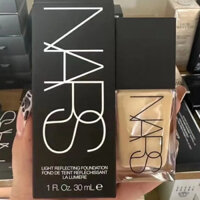 NARS
LIGHT REFLECTING FOUNDATION
FOND DE TEINT RÉFLÉCHISSANT
LA LUMIÈRE
1 FL. OZ. 30 mL e
NARS